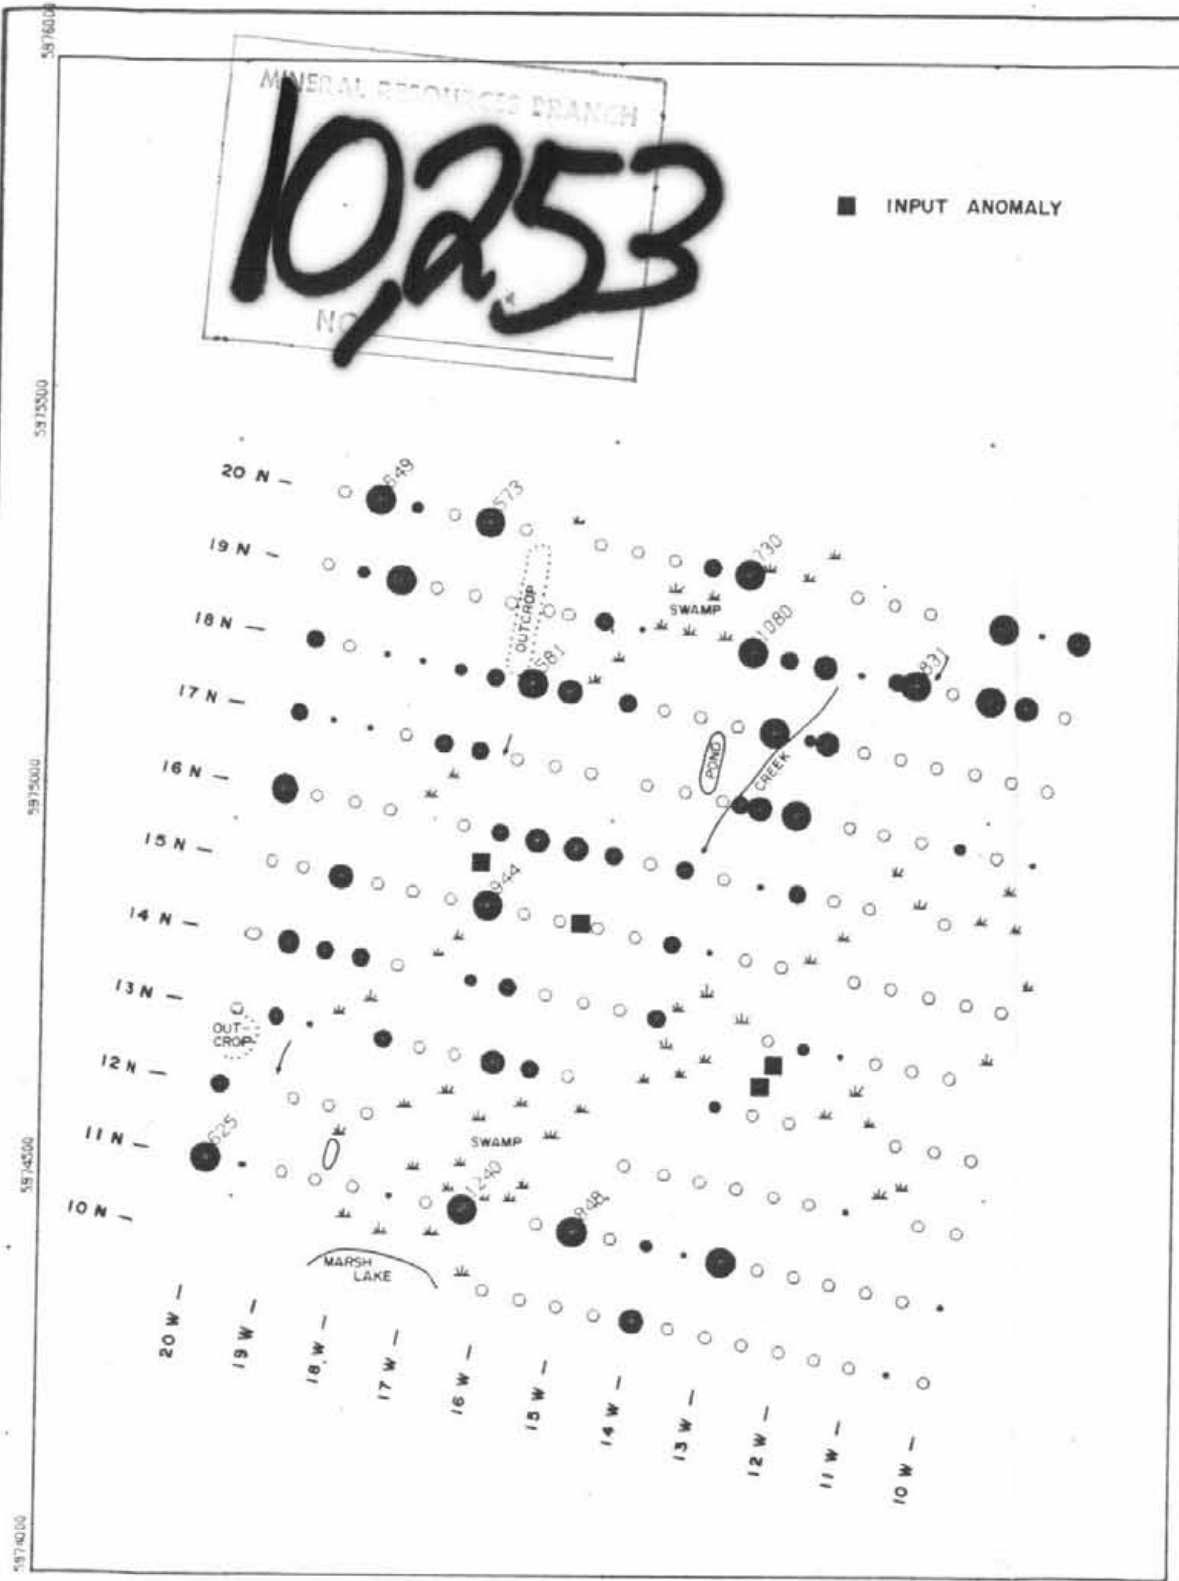 5976000
MINERAL RESOURCES BRANCH
10,253
NO
■ INPUT ANOMALY
5975500
20 N –
649
573
730
19 N –
OUTCROP
SWAMP
1080
831
18 N –
581
17 N –
POND
CREEK
5975000
16 N –
15 N –
944
14 N –
13 N –
OUT-
CROP
12 N –
11 N –
625
SWAMP
5974500
1240
848
10 N –
MARSH
LAKE
20 W –
19 W –
18 W –
17 W –
16 W –
15 W –
14 W –
13 W –
12 W –
11 W –
10 W –
5974000